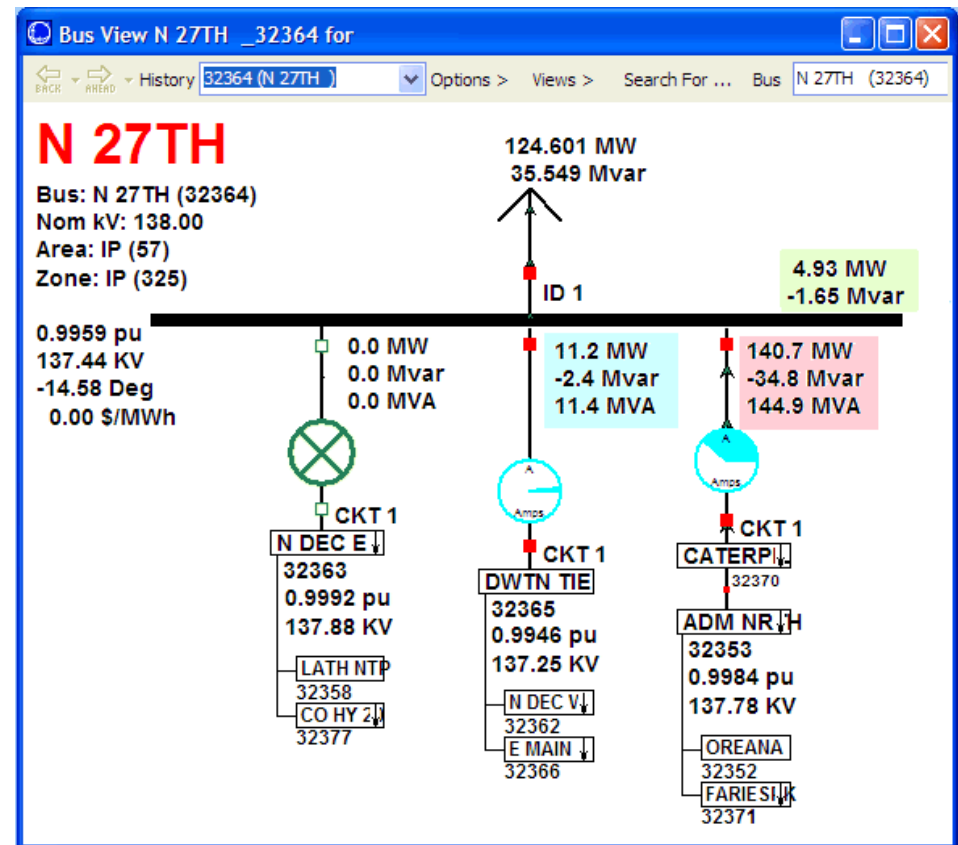 Bus View N 27TH _32364 for
BACK AHEAD History 32364 (N 27TH ) Options > Views > Search For ... Bus N 27TH (32364)
N 27TH
Bus: N 27TH (32364)
Nom kV: 138.00
Area: IP (57)
Zone: IP (325)
124.601 MW
35.549 Mvar
ID 1
4.93 MW
-1.65 Mvar
0.9959 pu
137.44 KV
-14.58 Deg
0.00 $/MWh
0.0 MW
0.0 Mvar
0.0 MVA
CKT 1
N DEC E
32363
0.9992 pu
137.88 KV
LATH NTP
32358
CO HY 2
32377
11.2 MW
-2.4 Mvar
11.4 MVA
A
Amps
CKT 1
DWTN TIE
32365
0.9946 pu
137.25 KV
N DEC W
32362
E MAIN
32366
140.7 MW
-34.8 Mvar
144.9 MVA
A
Amps
CKT 1
CATERPL
32370
ADM NRTH
32353
0.9984 pu
137.78 KV
OREANA
32352
FARIES
32371